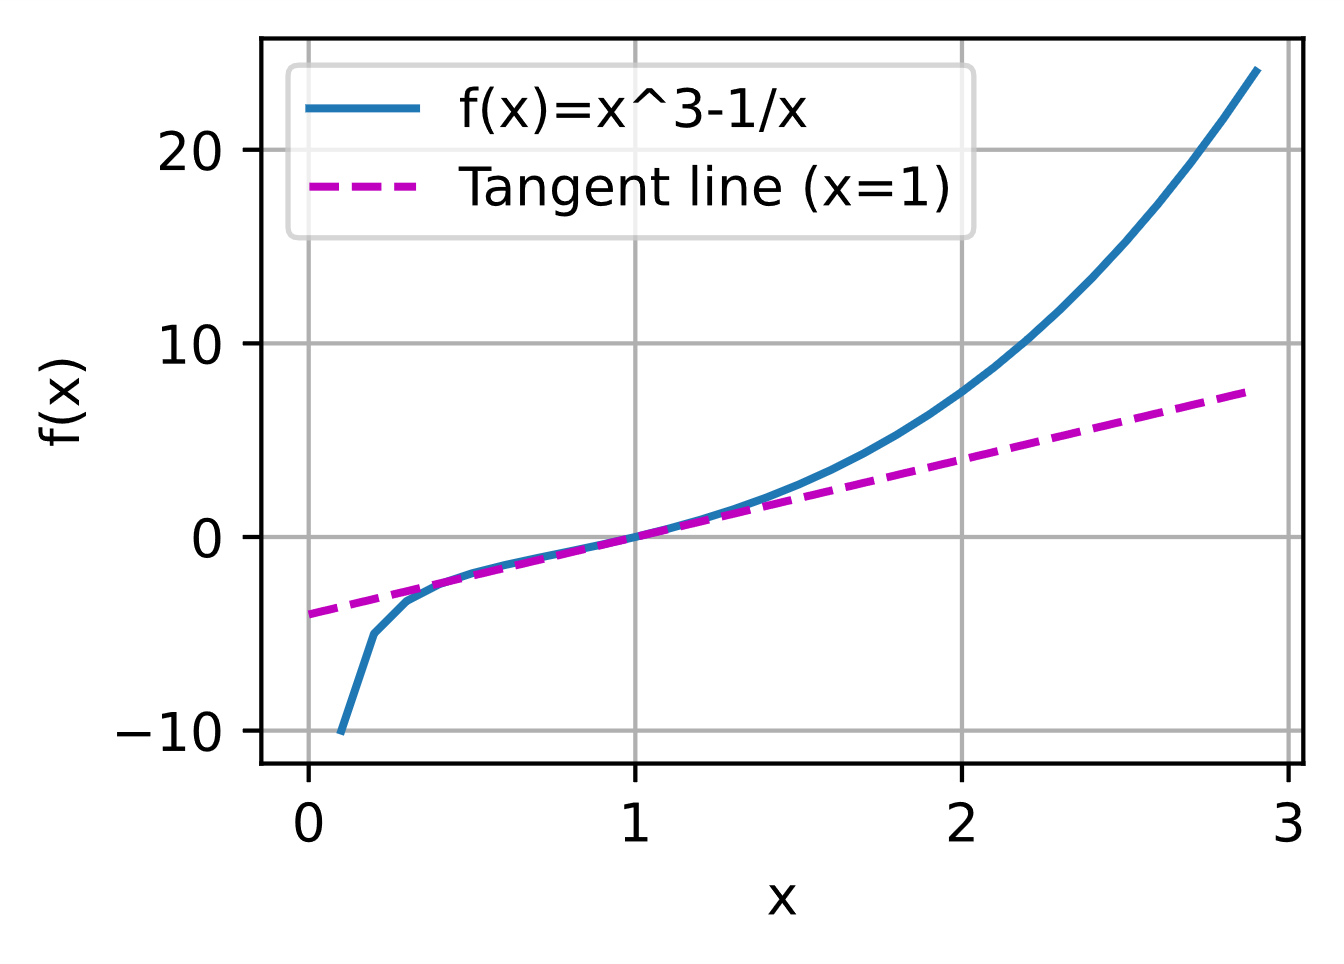 f(x)=x^3-1/x
Tangent line (x=1)
20
10
0
−10
f(x)
0 1 2 3
x